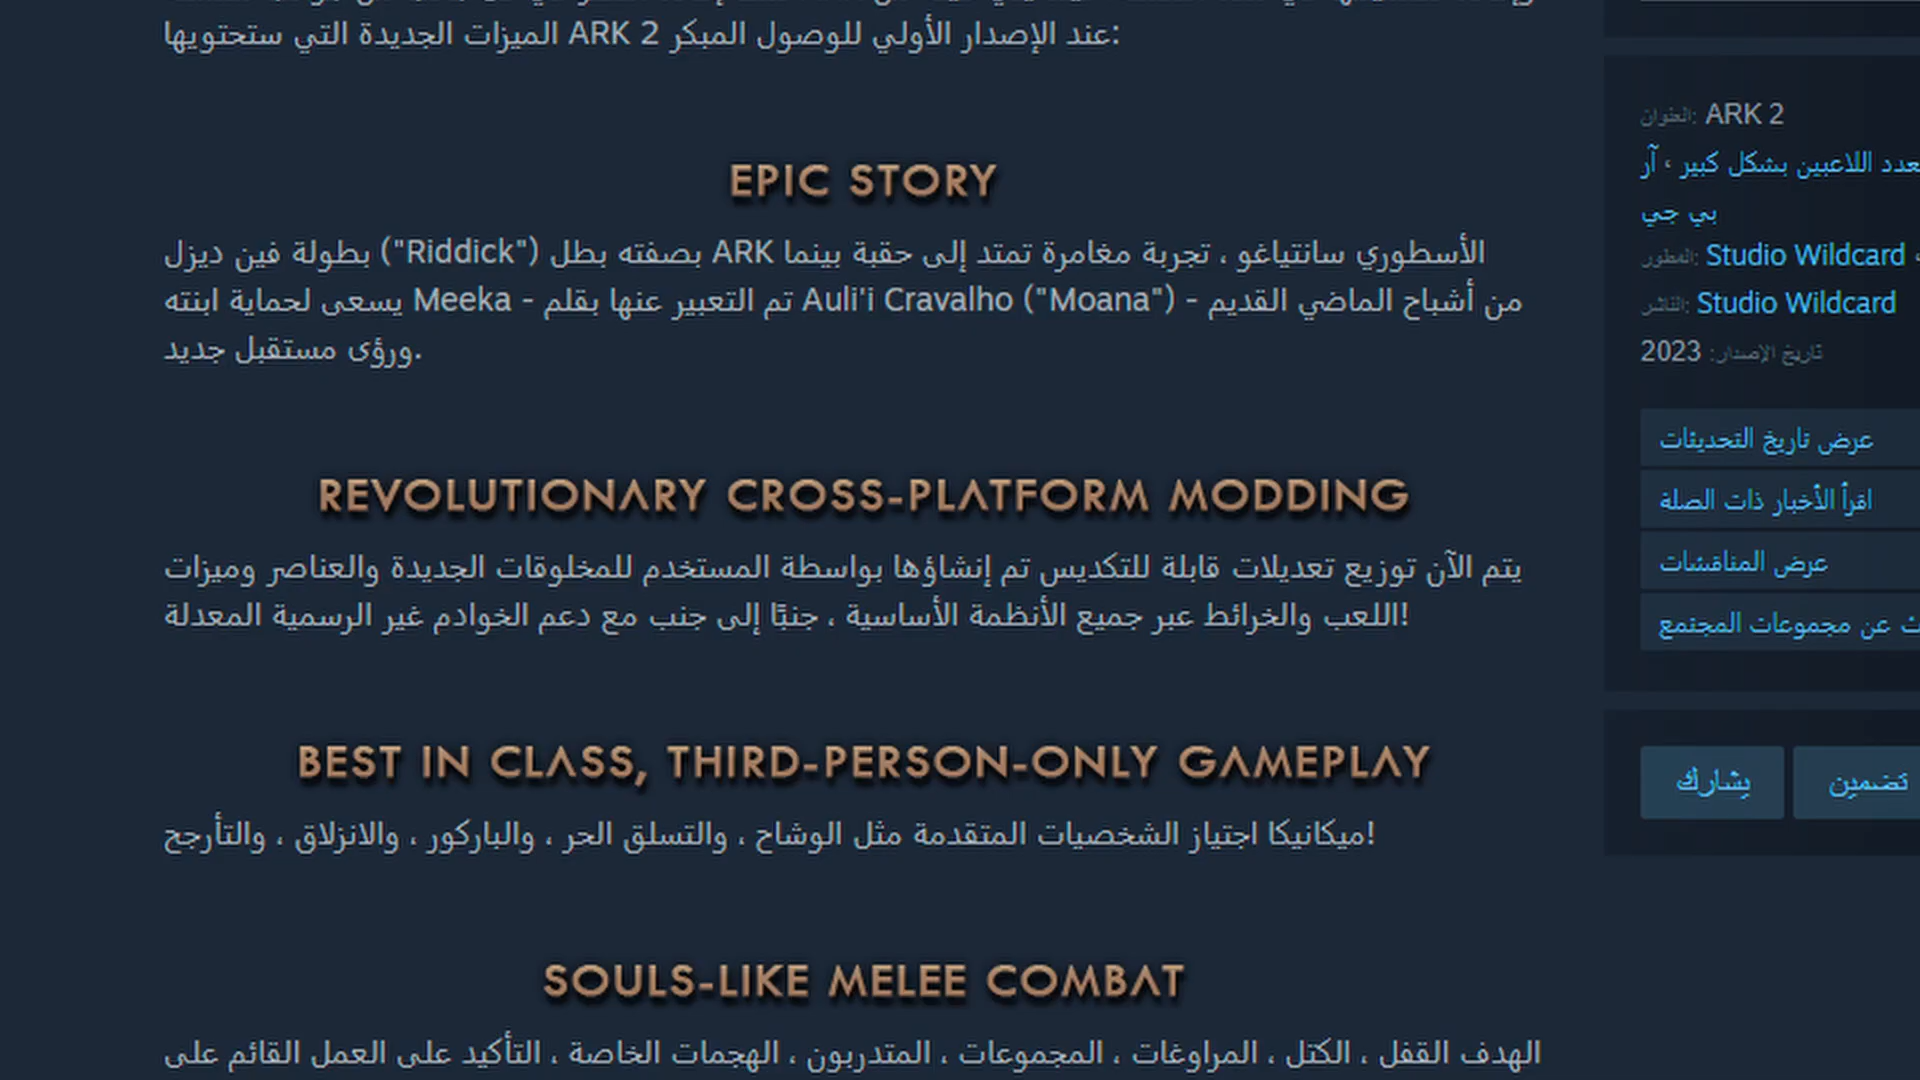 الميزات الجديدة التي ستحتويها ARK 2 عند الإصدار الأولي للوصول المبكر:
EPIC STORY
بطولة فين ديزل ("Riddick") بصفته بطل ARK الأسطوري سانتياغو ، تجربة مغامرة تمتد إلى حقبة بينما
يسعى لحماية ابنته Meeka - تم التعبير عنها بقلم Auli'i Cravalho ("Moana") - من أشباح الماضي القديم
ورؤى مستقبل جديد.
REVOLUTIONARY CROSS-PLATFORM MODDING
يتم الآن توزيع تعديلات قابلة للتكديس تم إنشاؤها بواسطة المستخدم للمخلوقات الجديدة والعناصر وميزات
اللعب والخرائط عبر جميع الأنظمة الأساسية ، جنبًا إلى جنب مع دعم الخوادم غير الرسمية المعدلة!
BEST IN CLASS, THIRD-PERSON-ONLY GAMEPLAY
ميكانيكا اجتياز الشخصيات المتقدمة مثل الوشاح ، والتسلق الحر ، والباركور ، والانزلاق ، والتأرجح!
SOULS-LIKE MELEE COMBAT
الهدف القفل ، الكتل ، المراوغات ، المجموعات ، المتدربون ، الهجمات الخاصة ، التأكيد على العمل القائم على
العنوان: ARK 2
اللاعبين بشكل كبير ، آر
بي جي
المطور: Studio Wildcard ،
الناشر: Studio Wildcard
تاريخ الإصدار: 2023
عرض تاريخ التحديثات
اقرأ الأخبار ذات الصلة
عرض المناقشات
عن مجموعات المجتمع
يشارك
تضمين